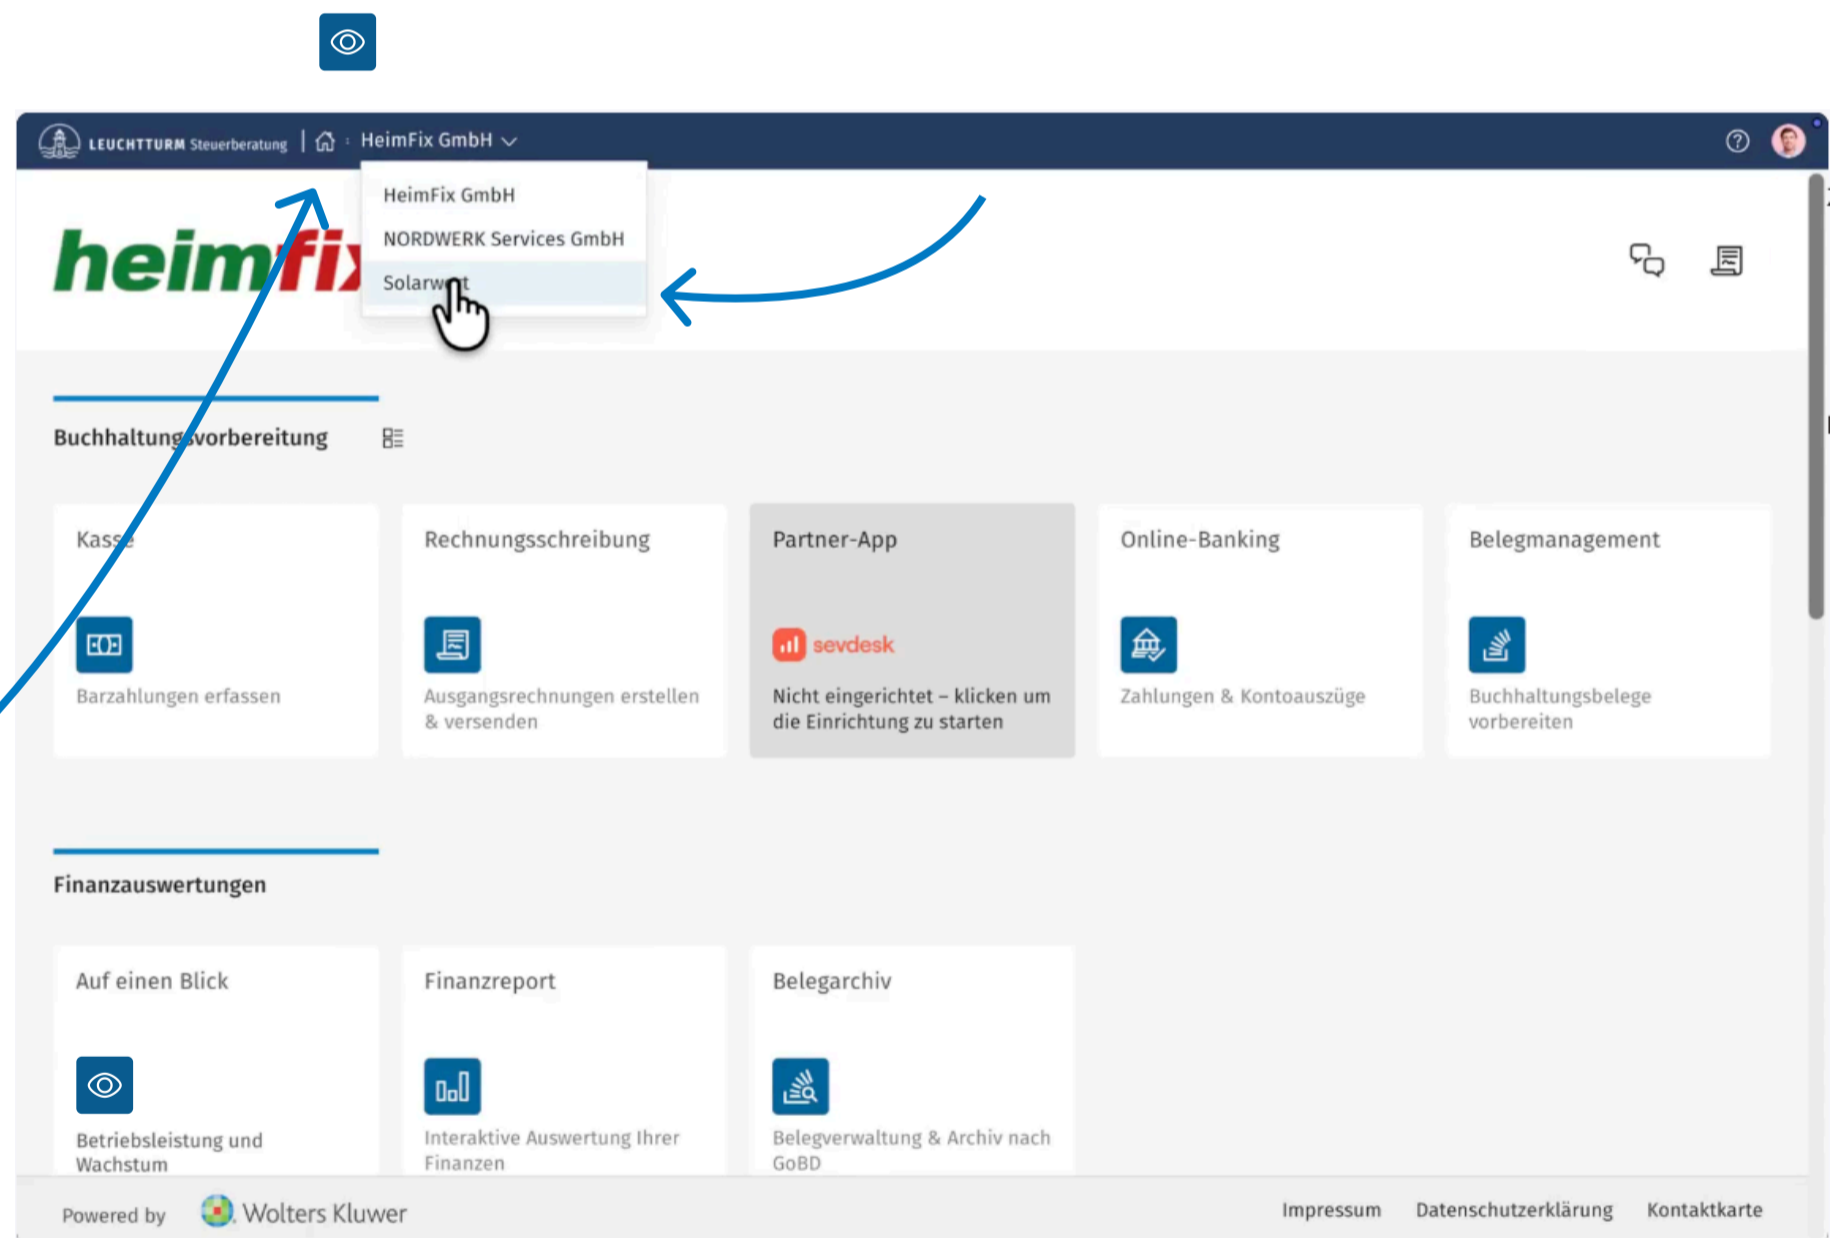 LEUCHTTURM Steuerberatung
HeimFix GmbH
HeimFix GmbH
NORDWERK Services GmbH
heimfix
Buchhaltungsvorbereitung
Kasse
Rechnungsschreibung
Partner-App
Online-Banking
Belegmanagement
sevdesk
Barzahlungen erfassen
Ausgangsrechnungen erstellen
& versenden
Nicht eingerichtet – klicken um
die Einrichtung zu starten
Zahlungen & Kontoauszüge
Buchhaltungsbelege
vorbereiten
Finanzauswertungen
Auf einen Blick
Finanzreport
Belegarchiv
Betriebsleistung und
Wachstum
Interaktive Auswertung Ihrer
Finanzen
Belegverwaltung & Archiv nach
GoBD
Powered by
Wolters Kluwer
Impressum
Datenschutzerklärung
Kontaktkarte